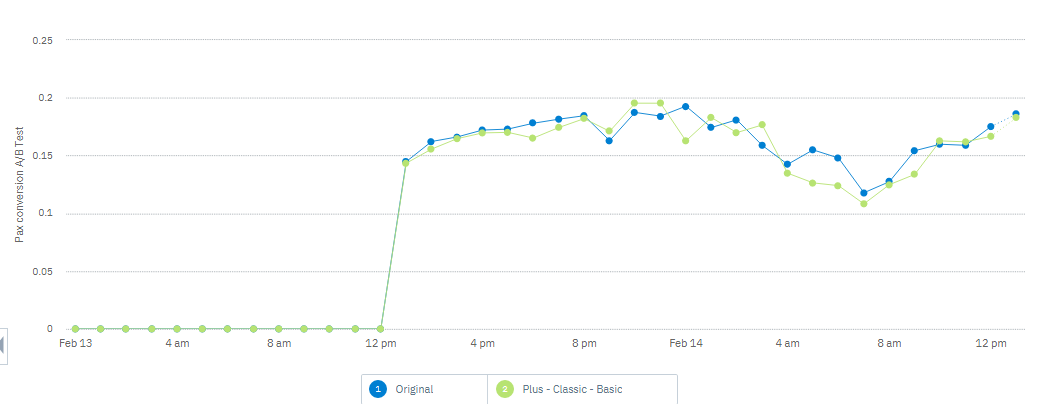 0.25
0.2
0.15
0.1
0.05
0
Pax conversion A/B Test
Feb 13 4 am 8 am 12 pm 4 pm 8 pm Feb 14 4 am 8 am 12 pm
1 Original 2 Plus - Classic - Basic